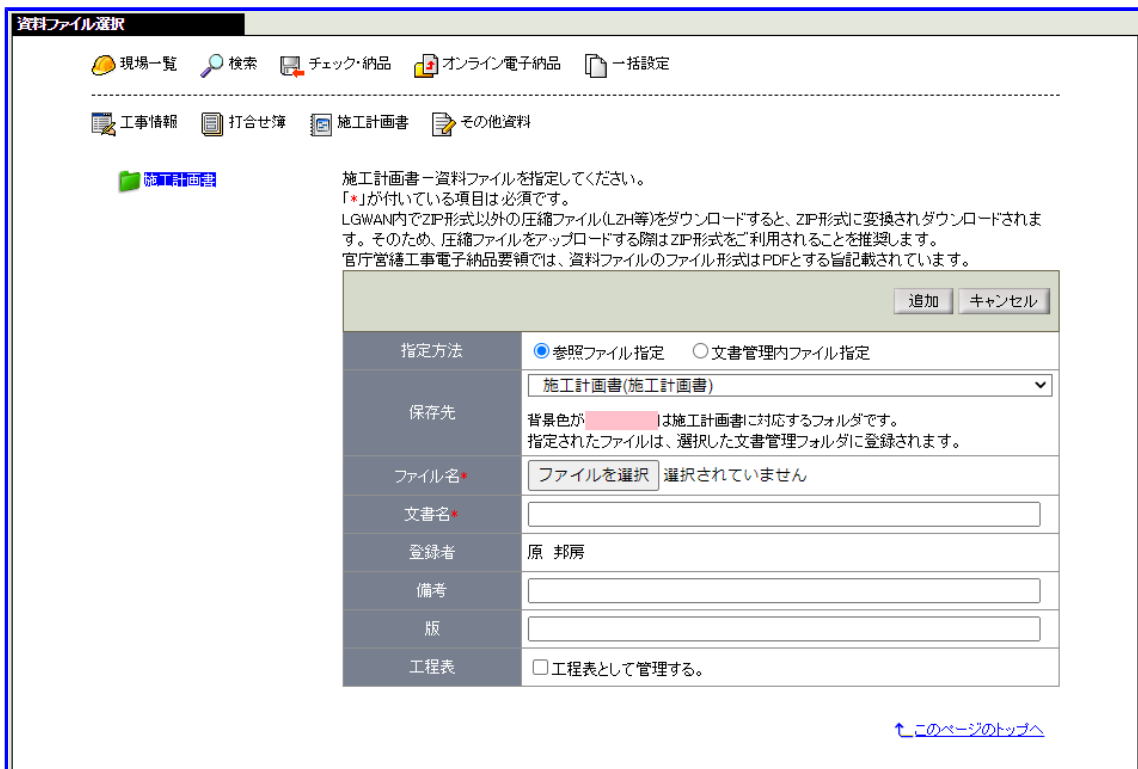 資料ファイル選択
現場一覧 検索 チェック・納品 オンライン電子納品 一括設定
工事情報 打合せ簿 施工計画書 その他資料
施工計画書
施工計画書－資料ファイルを指定してください。
「*」が付いている項目は必須です。
LGWAN内でZIP形式以外の圧縮ファイル(LZH等)をダウンロードすると、ZIP形式に変換されダウンロードされま
す。そのため、圧縮ファイルをアップロードする際はZIP形式をご利用されることを推奨します。
官庁営繕工事電子納品要領では、資料ファイルのファイル形式はPDFとする旨記載されています。
追加 キャンセル
指定方法 参照ファイル指定 文書管理内ファイル指定
保存先 施工計画書(施工計画書)
背景色が は施工計画書に対応するフォルダです。
指定されたファイルは、選択した文書管理フォルダに登録されます。
ファイル名* ファイルを選択 選択されていません
文書名*
登録者 原 邦房
備考
版
工程表 工程表として管理する。
このページのトップへ